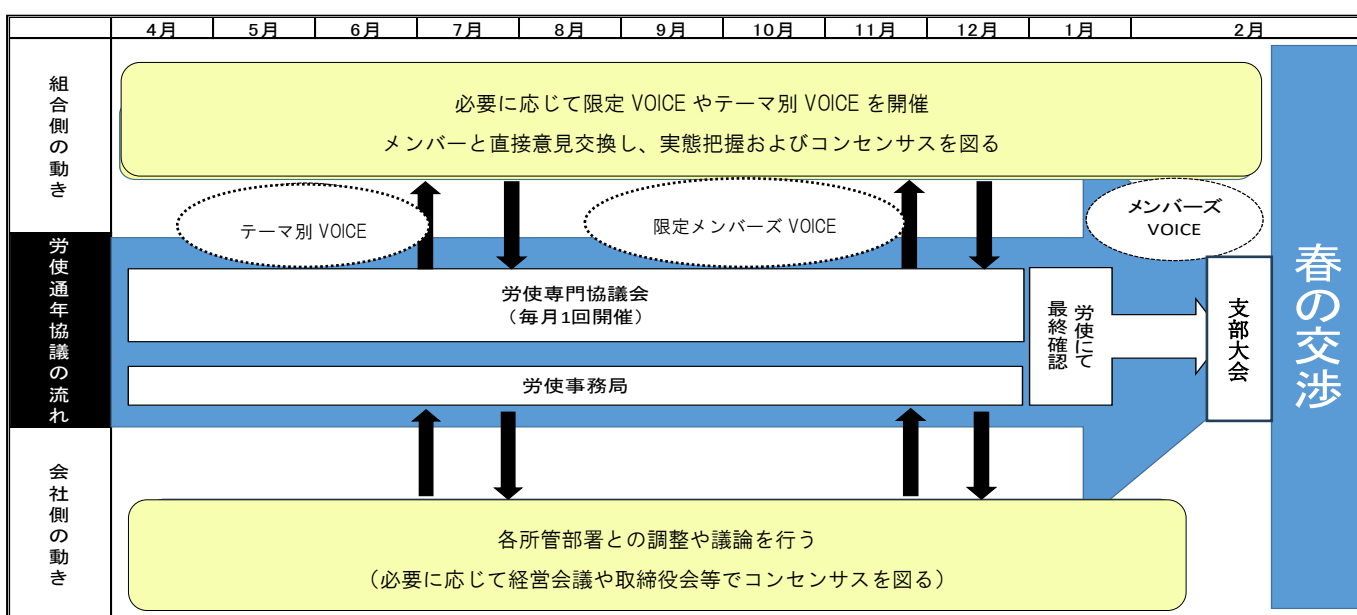 4月 5月 6月 7月 8月 9月 10月 11月 12月 1月 2月
組合側の動き
必要に応じて限定 VOICE やテーマ別 VOICE を開催
メンバーと直接意見交換し、実態把握およびコンセンサスを図る
テーマ別 VOICE
限定メンバーズ VOICE
メンバーズ
VOICE
労使通年協議の流れ
労使専門協議会
（毎月1回開催）
労使事務局
労使にて
最終確認
支部大会
春の交渉
会社側の動き
各所管部署との調整や議論を行う
（必要に応じて経営会議や取締役会等でコンセンサスを図る）